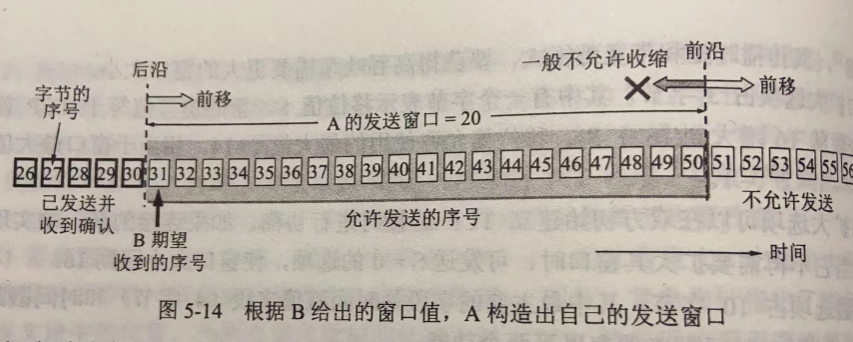 后沿
一般不允许收缩
前沿
字节的
序号
前移
前移
A 的发送窗口 = 20
26 27 28 29 30 31 32 33 34 35 36 37 38 39 40 41 42 43 44 45 46 47 48 49 50 51 52 53 54 55 56
已发送并
收到确认
允许发送的序号
不允许发送
B 期望
收到的序号
时间
图 5-14 根据 B 给出的窗口值，A 构造出自己的发送窗口